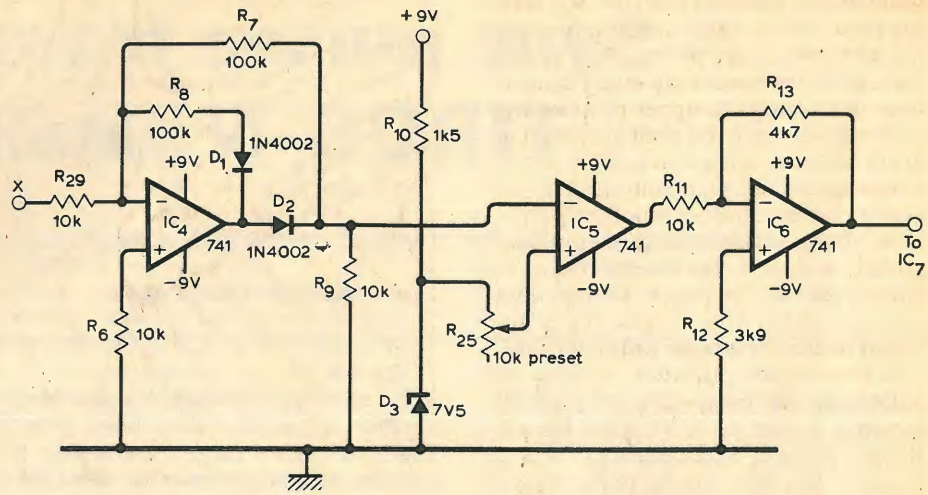 R7
100k
+9V
R8
100k
R13
4k7
R10
1k5
1N4002
D1
+9V
X
R29
10k
−
IC4
+
741
−9V
D2
1N4002
+9V
−
IC5
+
741
−9V
R11
10k
+9V
−
IC6
+
741
−9V
To
IC7
R6
10k
R9
10k
R25
10k preset
R12
3k9
D3
7V5